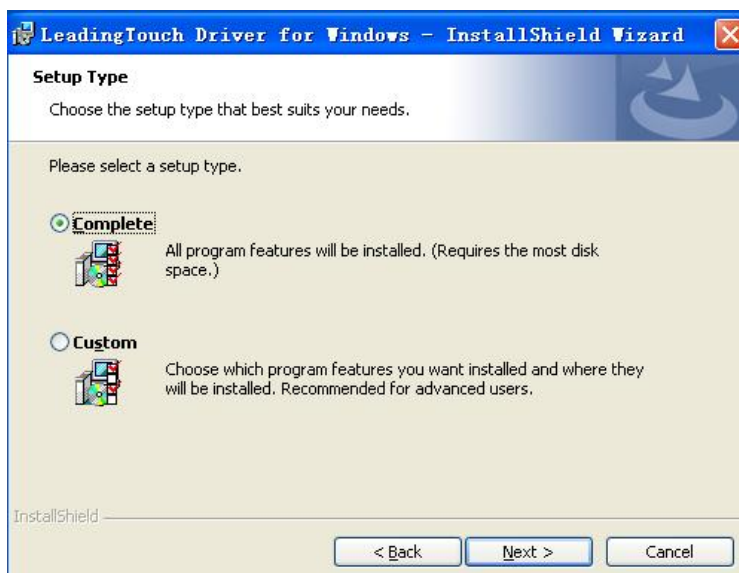 LeadingTouch Driver for Windows - InstallShield Wizard
Setup Type
Choose the setup type that best suits your needs.
Please select a setup type.
Complete
All program features will be installed. (Requires the most disk
space.)
Custom
Choose which program features you want installed and where they
will be installed. Recommended for advanced users.
InstallShield
< Back
Next >
Cancel